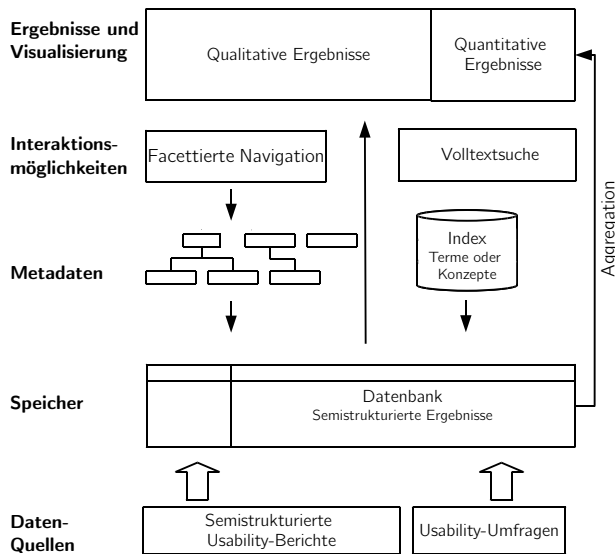 Ergebnisse und
Visualisierung
Qualitative Ergebnisse
Quantitative
Ergebnisse
Interaktions-
möglichkeiten
Facettierte Navigation
Volltextsuche
Aggregation
Metadaten
Index
Terme oder
Konzepte
Speicher
Datenbank
Semistrukturierte Ergebnisse
Daten-
Quellen
Semistrukturierte
Usability-Berichte
Usability-Umfragen